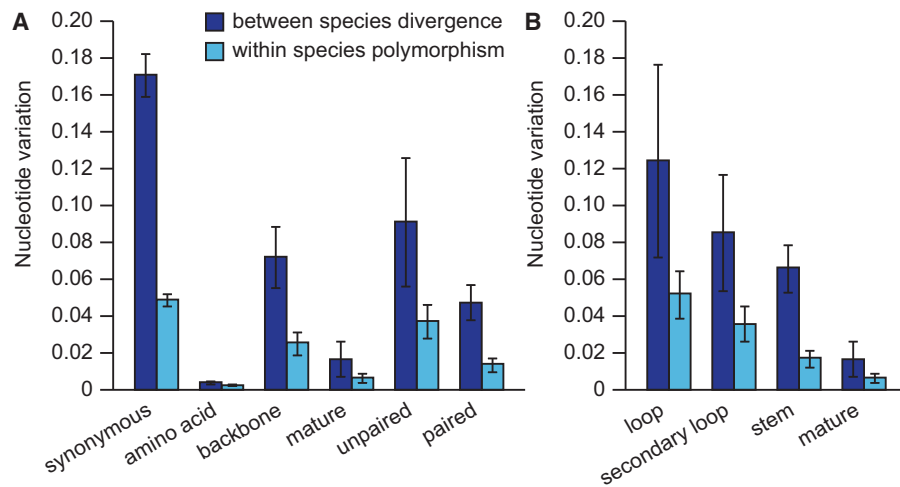 A
between species divergence
within species polymorphism
Nucleotide variation
0.20
0.18
0.16
0.14
0.12
0.10
0.08
0.06
0.04
0.02
0
synonymous
amino acid
backbone
mature
unpaired
paired
B
Nucleotide variation
0.20
0.18
0.16
0.14
0.12
0.10
0.08
0.06
0.04
0.02
0
loop
secondary loop
stem
mature